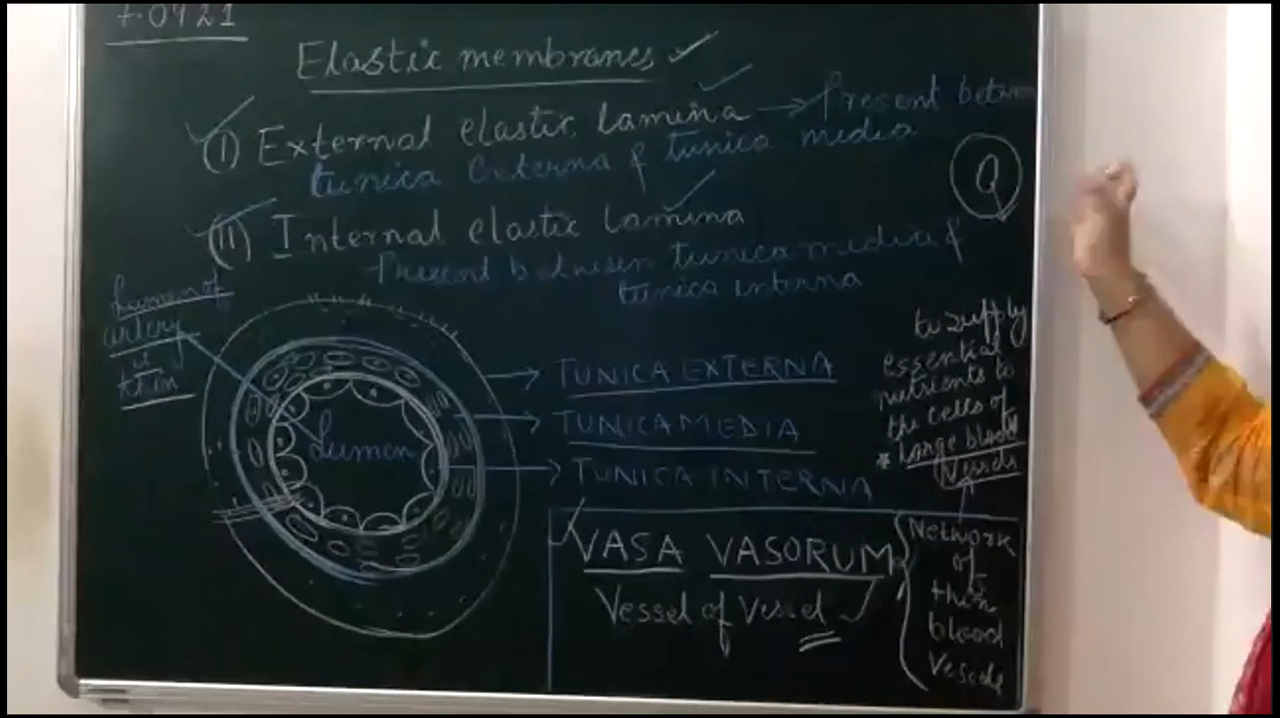 Elastic membranes
(I) External elastic lamina → Present between
tunica externa & tunica media
(II) Internal elastic lamina
Present between tunica media &
tunica interna
Q
Lumen of
artery
is
thin
Lumen
TUNICA EXTERNA
TUNICA MEDIA
TUNICA INTERNA
to supply
essential
nutrients to
the cells of
* Large blood
Vessels
VASA VASORUM
Vessel of Vessel
Network
of
thin
blood
Vessels